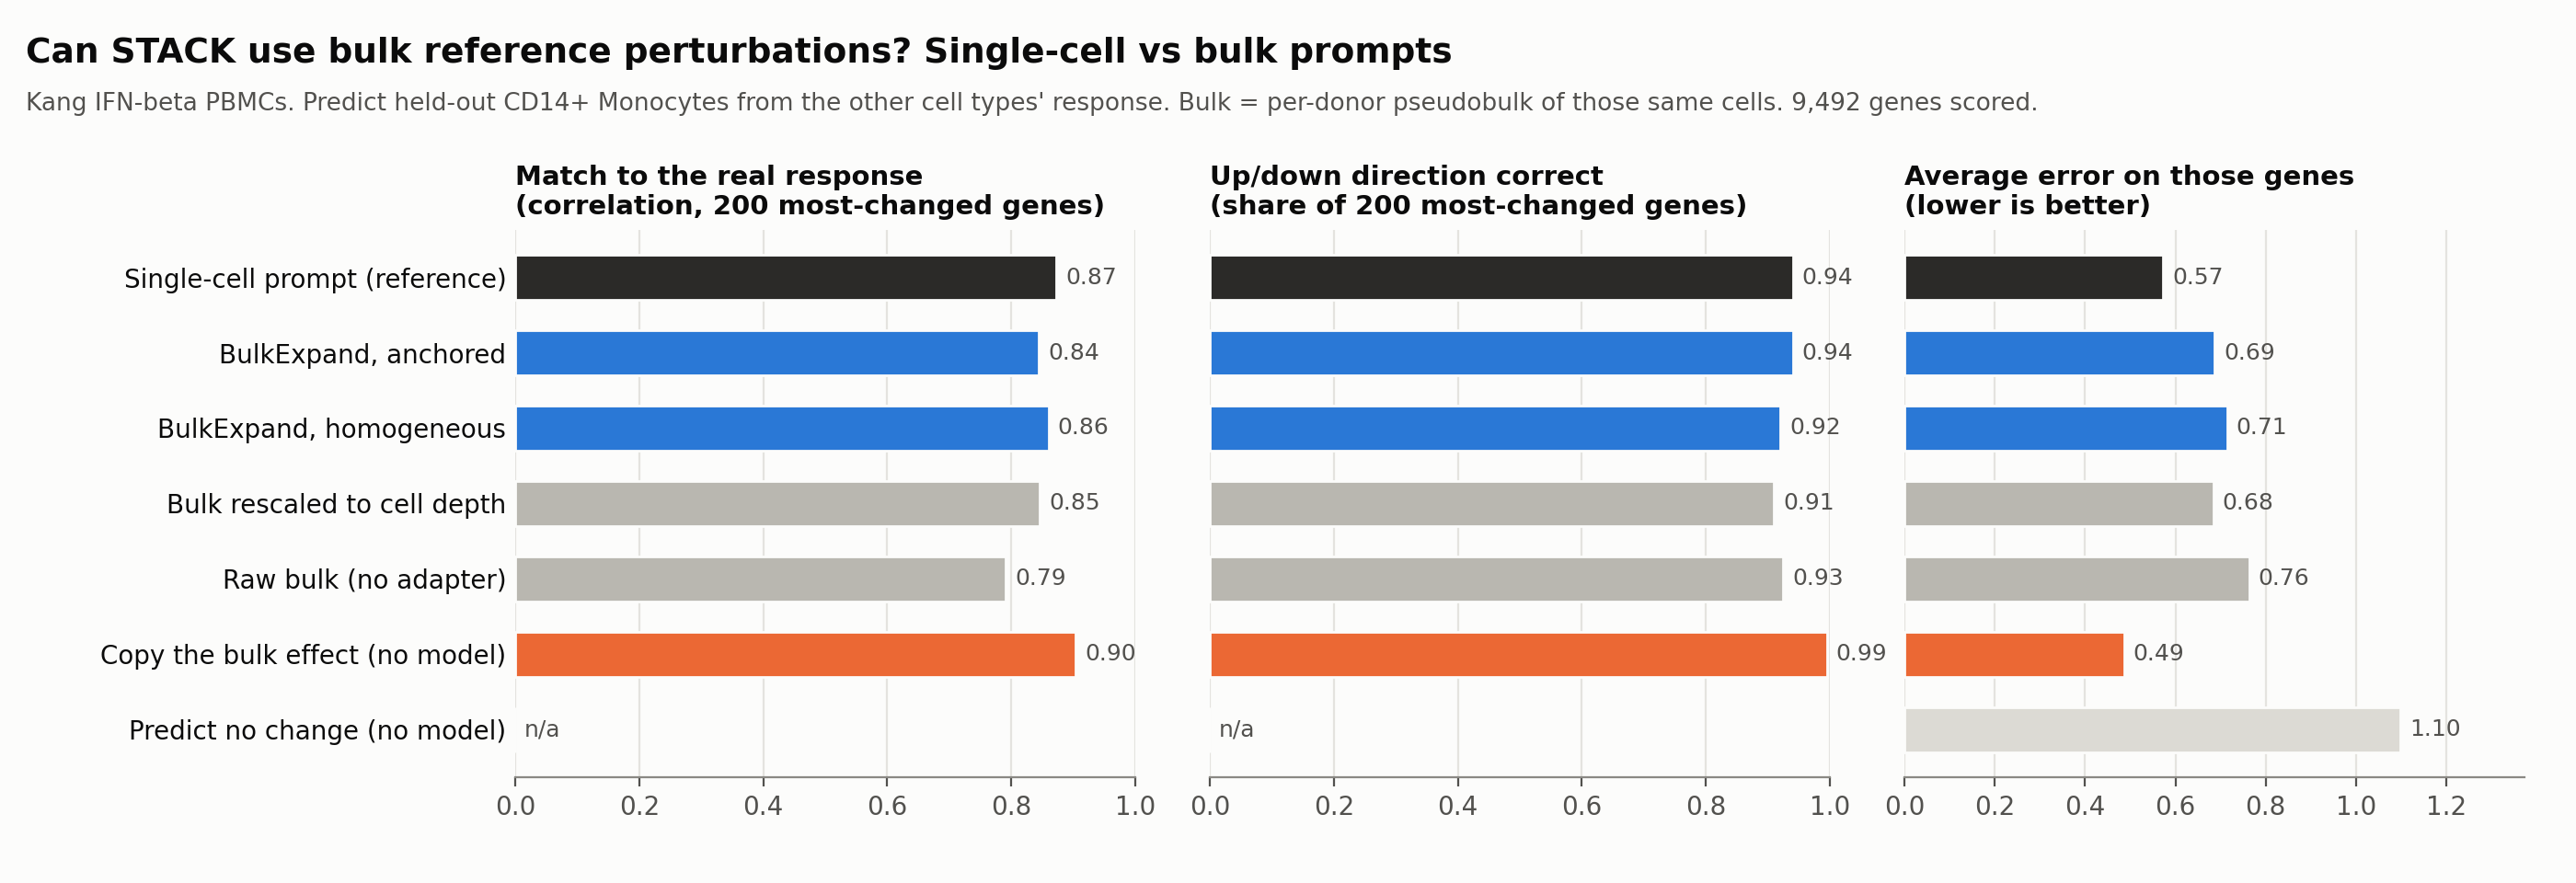 Can STACK use bulk reference perturbations? Single-cell vs bulk prompts
Kang IFN-beta PBMCs. Predict held-out CD14+ Monocytes from the other cell types' response. Bulk = per-donor pseudobulk of those same cells. 9,492 genes scored.
Match to the real response
(correlation, 200 most-changed genes)
Up/down direction correct
(share of 200 most-changed genes)
Average error on those genes
(lower is better)
Single-cell prompt (reference) 0.87 0.94 0.57
BulkExpand, anchored 0.84 0.94 0.69
BulkExpand, homogeneous 0.86 0.92 0.71
Bulk rescaled to cell depth 0.85 0.91 0.68
Raw bulk (no adapter) 0.79 0.93 0.76
Copy the bulk effect (no model) 0.90 0.99 0.49
Predict no change (no model) n/a n/a 1.10
0.0 0.2 0.4 0.6 0.8 1.0
0.0 0.2 0.4 0.6 0.8 1.0
0.0 0.2 0.4 0.6 0.8 1.0 1.2